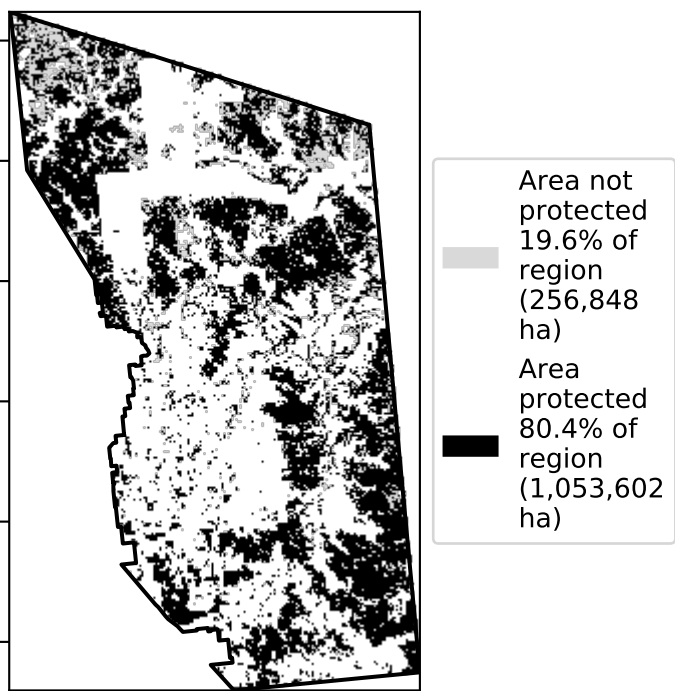 Area not
protected
19.6% of
region
(256,848
ha)
Area
protected
80.4% of
region
(1,053,602
ha)